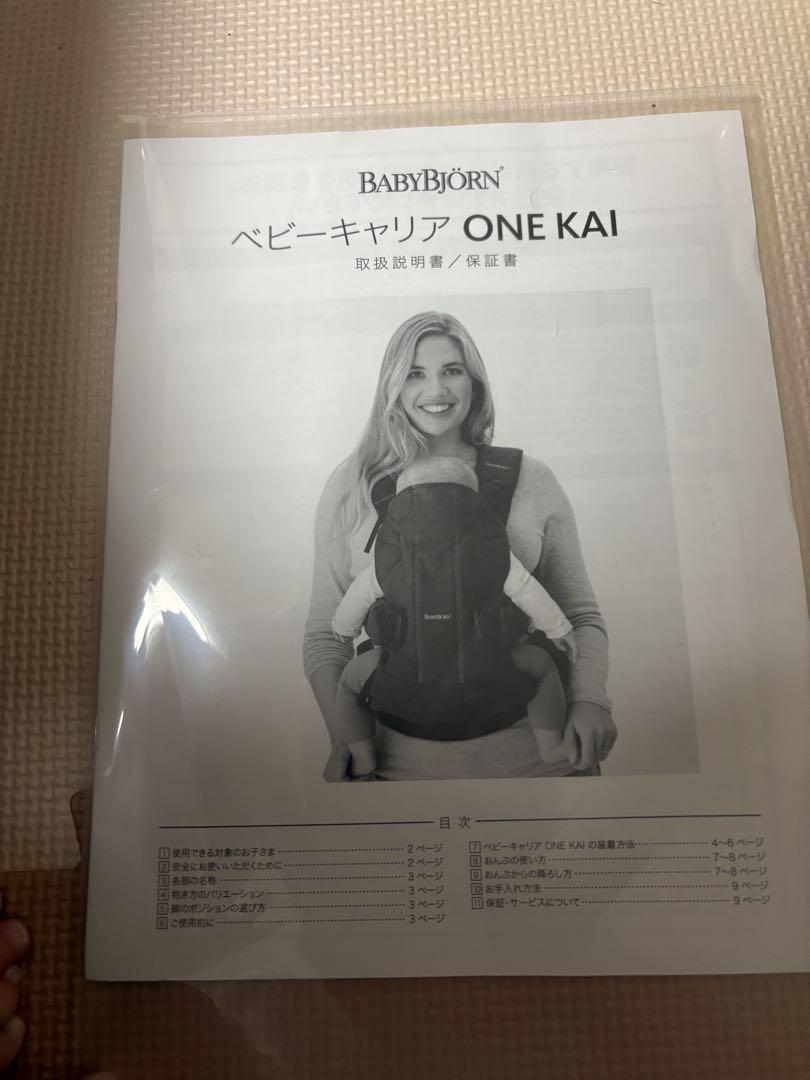 BABYBJÖRN
ベビーキャリア ONE KAI
取扱説明書／保証書
BABYBJÖRN
目次
1 使用できる対象のお子さま 2 ページ
2 安全にお使いいただくために 2 ページ
3 各部の名称 3 ページ
4 抱き方のバリエーション 3 ページ
5 脚のポジションの選び方 3 ページ
6 ご使用前に 3 ページ
7 ベビーキャリア ONE KAI の装着方法 4〜6 ページ
8 おんぶの使い方 7〜8 ページ
9 おんぶからの降ろし方 7〜8 ページ
10 お手入れ方法 9 ページ
11 保証・サービスについて 9 ページ